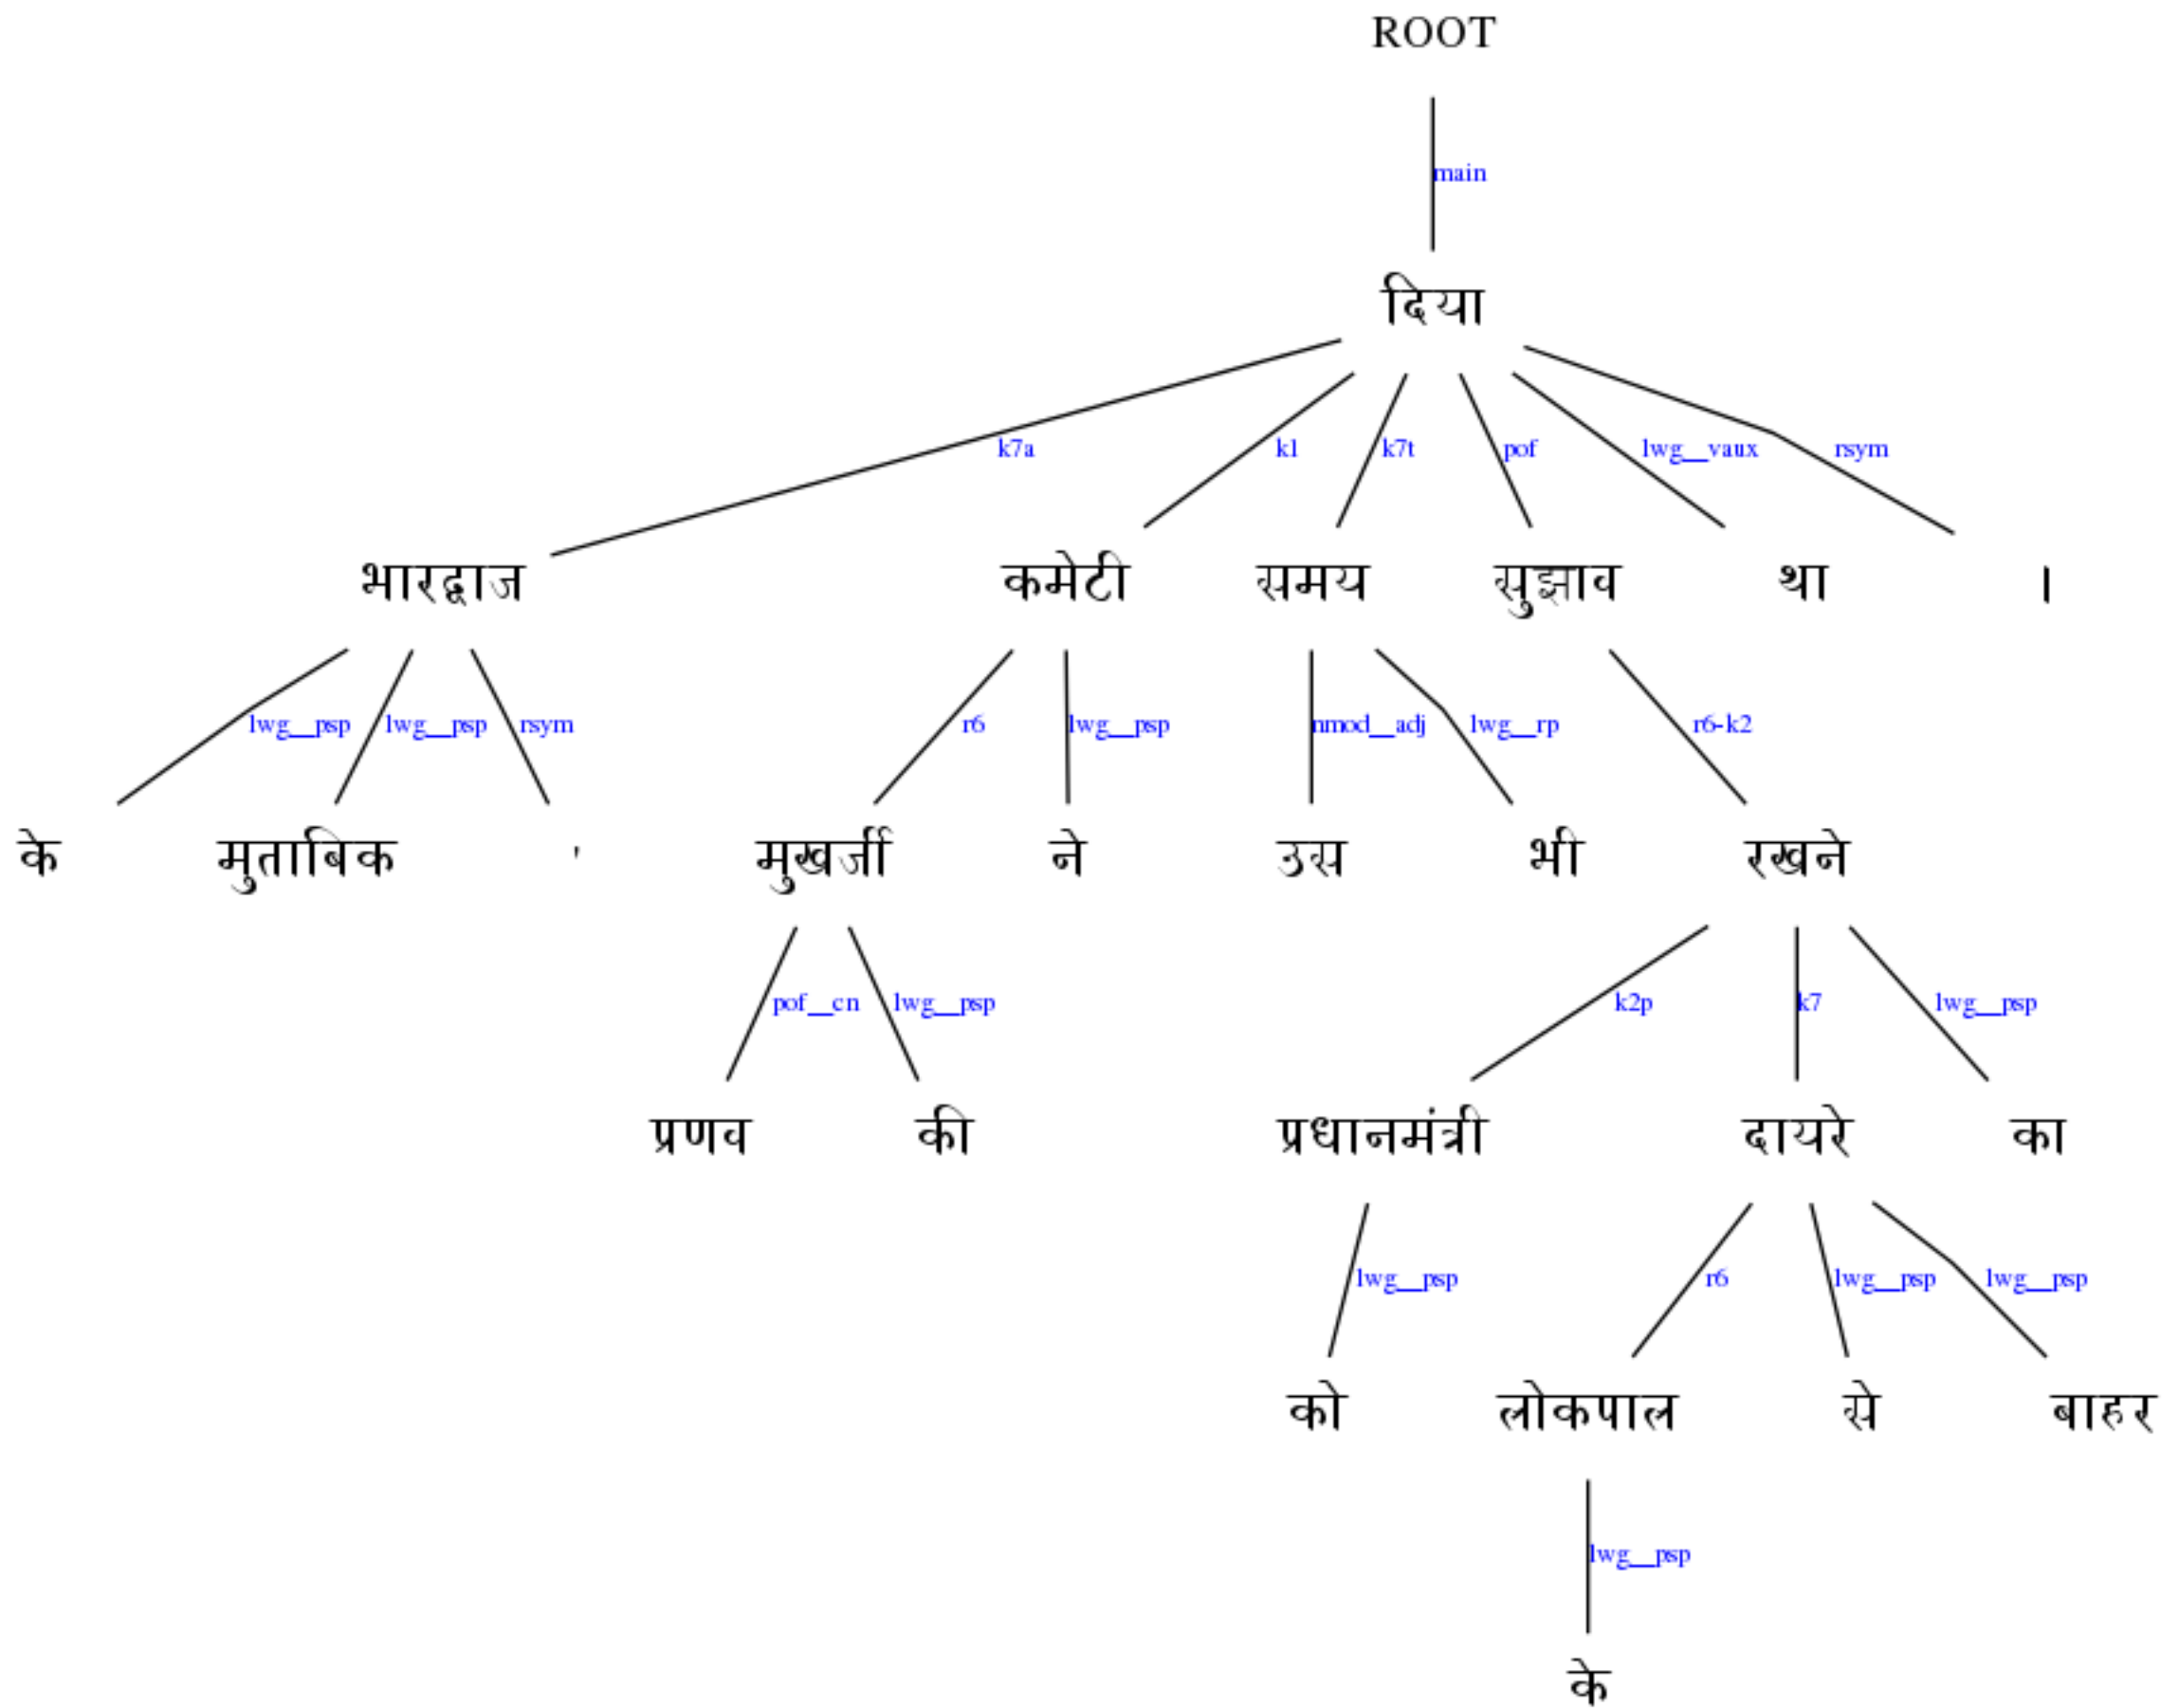 ROOT
main
दिया
k7a k1 k7t pof lwg__vaux rsym
भारद्वाज कमेटी समय सुझाव था ।
lwg__psp lwg__psp rsym r6 lwg__psp nmod__adj lwg__rp r6-k2
के मुताबिक ' मुखर्जी ने उस भी रखने
pof__cn lwg__psp k2p k7 lwg__psp
प्रणव की प्रधानमंत्री दायरे का
lwg__psp r6 lwg__psp lwg__psp
को लोकपाल से बाहर
lwg__psp
के